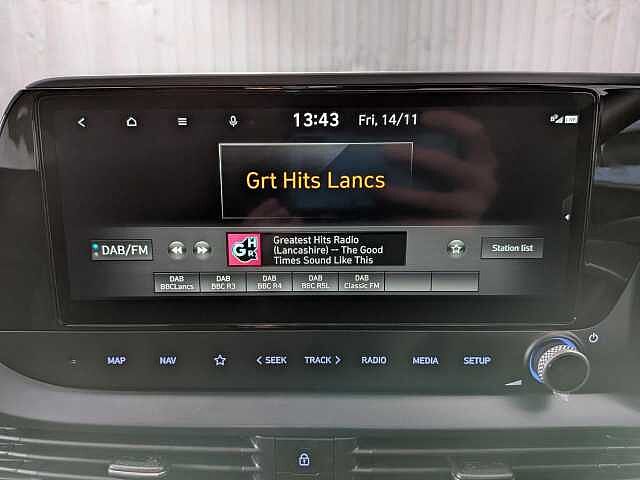 13:43 Fri, 14/11
Grt Hits Lancs
DAB/FM
GHR
Greatest Hits Radio
(Lancashire) — The Good
Times Sound Like This
Station list
DAB
BBCLancs
DAB
BBC R3
DAB
BBC R4
DAB
BBC R5L
DAB
Classic FM
MAP NAV < SEEK TRACK > RADIO MEDIA SETUP